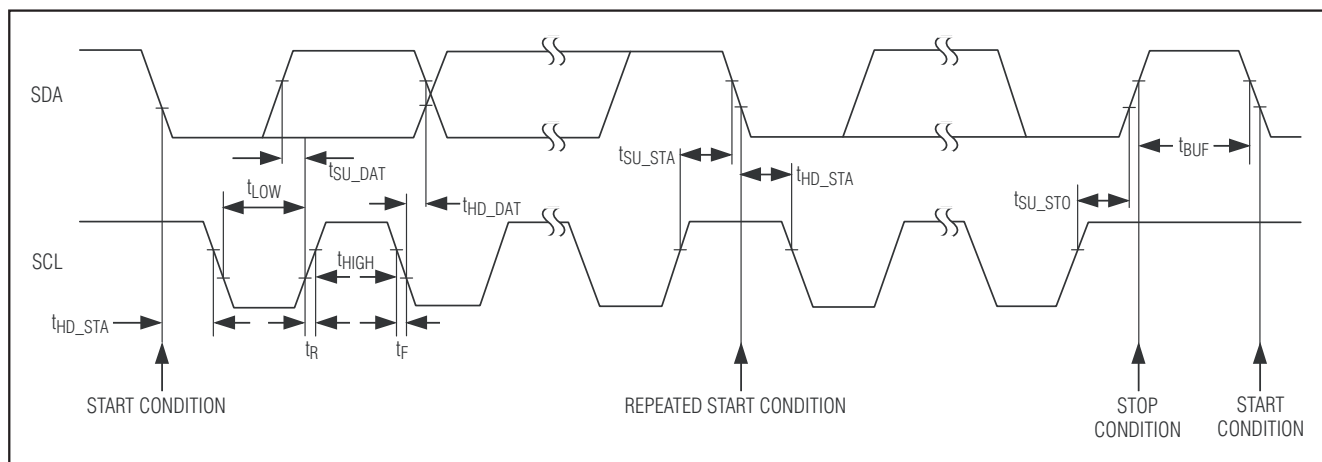 SDA
tSU_DAT
tLOW
tHD_DAT
tSU_STA
tHD_STA
tBUF
tSU_STO
SCL
tHIGH
tHD_STA
tR
tF
START CONDITION
REPEATED START CONDITION
STOP
CONDITION
START
CONDITION